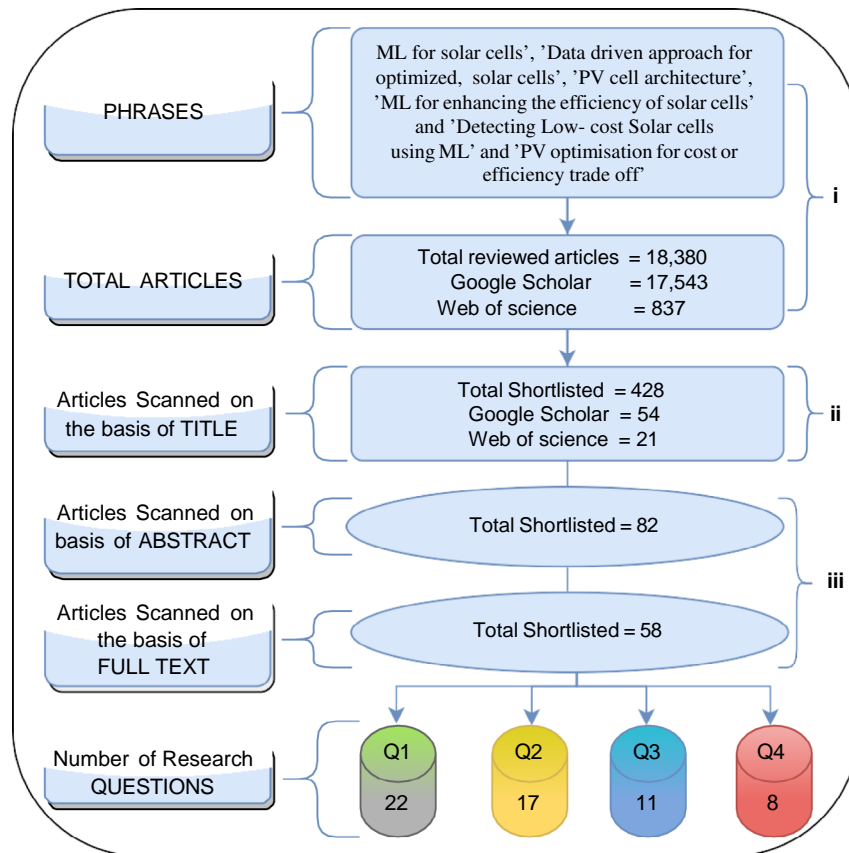 PHRASES
ML for solar cells’, ’Data driven approach for
optimized, solar cells’, ’PV cell architecture’,
’ML for enhancing the efficiency of solar cells’
and ’Detecting Low- cost Solar cells
using ML’ and ’PV optimisation for cost or
efficiency trade off’
i
TOTAL ARTICLES
Total reviewed articles = 18,380
Google Scholar = 17,543
Web of science = 837
Articles Scanned on
the basis of TITLE
Total Shortlisted = 428
Google Scholar = 54
Web of science = 21
ii
Articles Scanned on
basis of ABSTRACT
Total Shortlisted = 82
iii
Articles Scanned on
the basis of
FULL TEXT
Total Shortlisted = 58
Number of Research
QUESTIONS
Q1
22
Q2
17
Q3
11
Q4
8